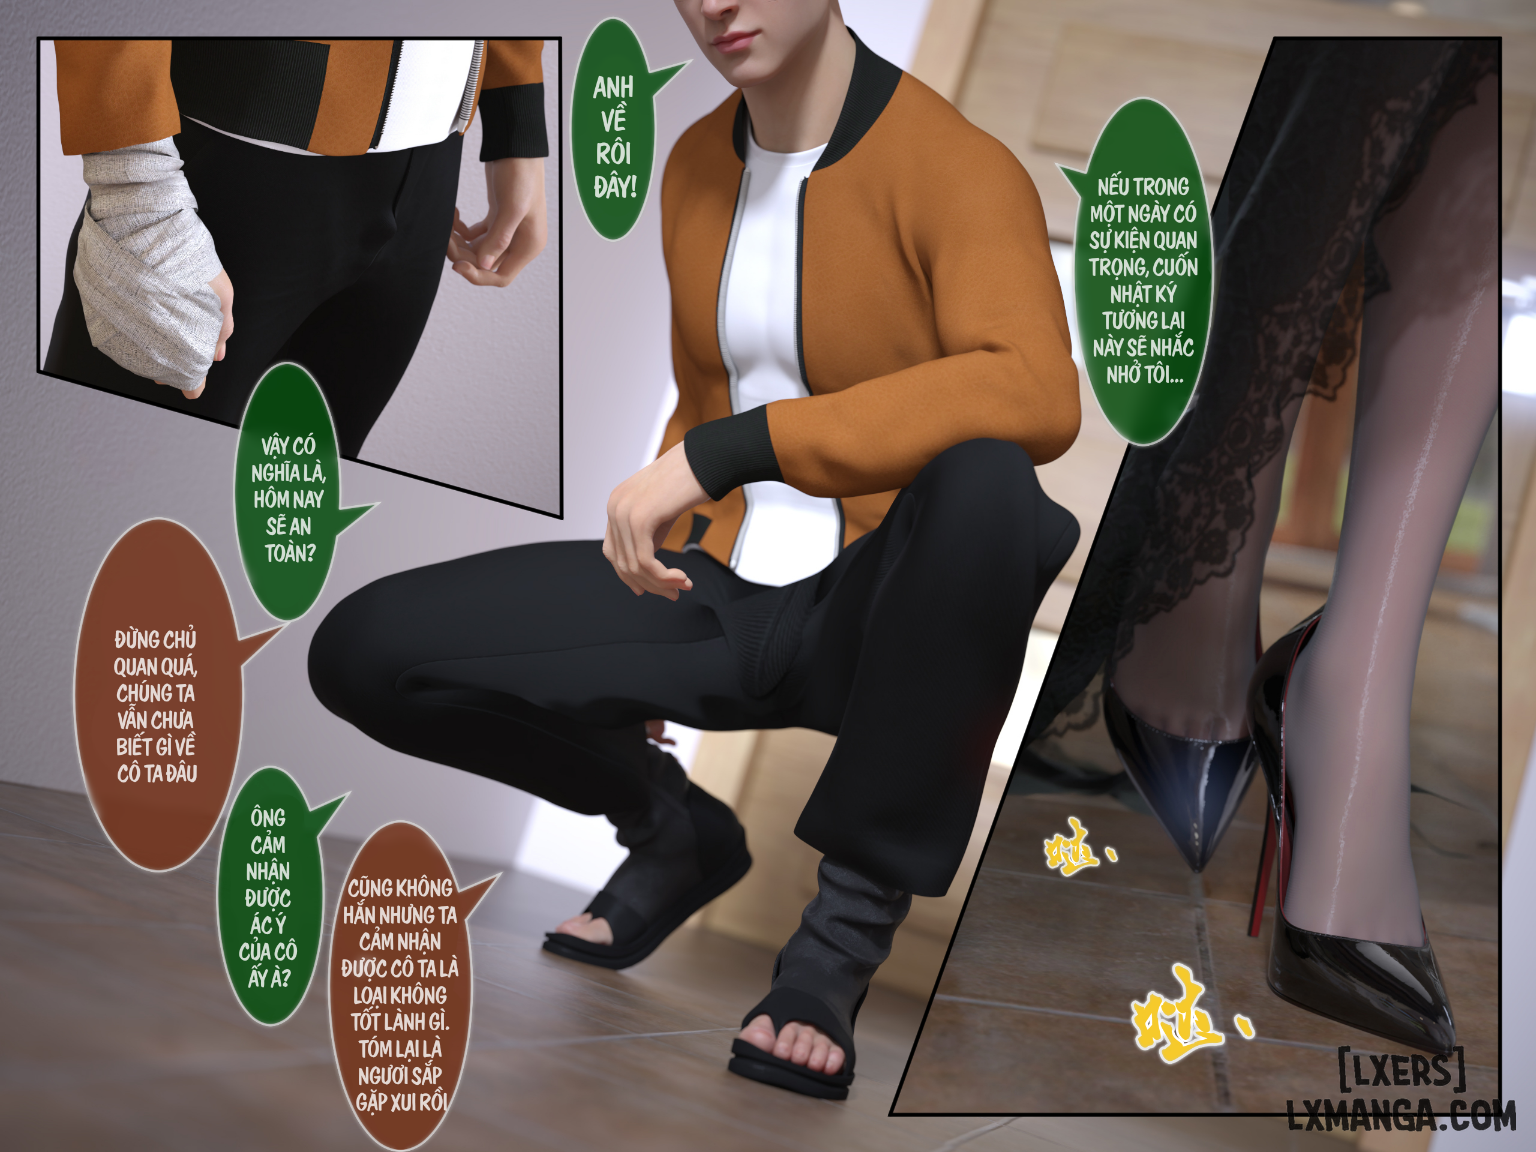 ANH
VỀ
RÔI
ĐÂY!
NẾU TRONG
MỘT NGÀY CÓ
SỰ KIỆN QUAN
TRỌNG, CUỐN
NHẬT KÝ
TƯƠNG LAI
NÀY SẼ NHẮC
NHỞ TÔI...
VẬY CÓ
NGHĨA LÀ,
HÔM NAY
SẼ AN
TOÀN?
ĐỪNG CHỦ
QUAN QUÁ,
CHÚNG TA
VẪN CHƯA
BIẾT GÌ VỀ
CÔ TA ĐÂU
ÔNG
CẢM
NHẬN
ĐƯỢC
ÁC Ý
CỦA CÔ
ẤY À?
CŨNG KHÔNG
HẲN NHƯNG TA
CẢM NHẬN
ĐƯỢC CÔ TA LÀ
LOẠI KHÔNG
TỐT LÀNH GÌ.
TÓM LẠI LÀ
NGƯƠI SẮP
GẶP XUI RỒI
哒、
哒、
[LXERS]
LXMANGA.COM